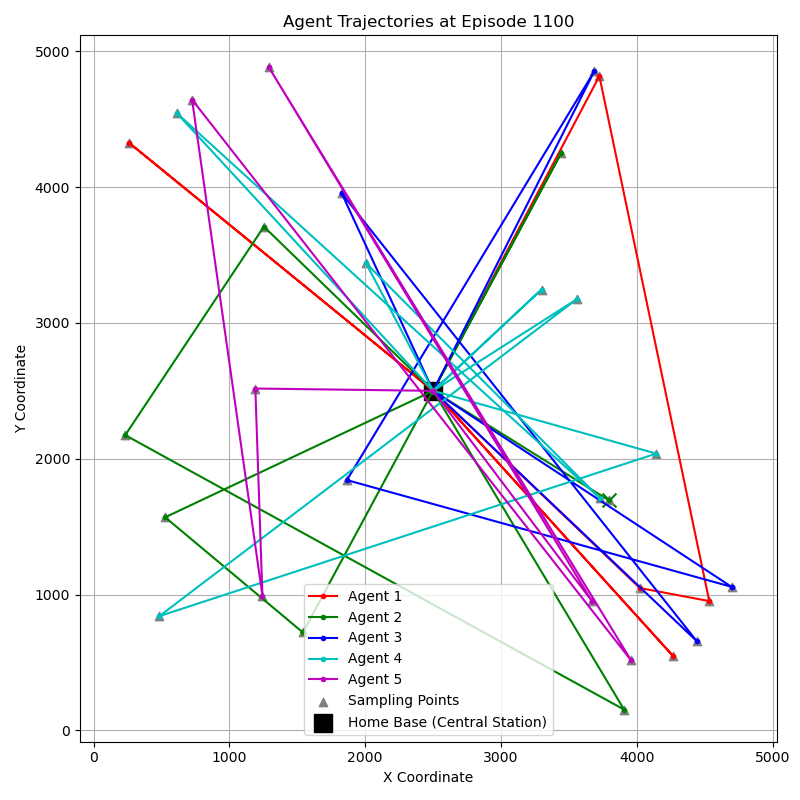 Agent Trajectories at Episode 1100
5000
4000
3000
2000
1000
0
Y Coordinate
Agent 1
Agent 2
Agent 3
Agent 4
Agent 5
Sampling Points
Home Base (Central Station)
0 1000 2000 3000 4000 5000
X Coordinate